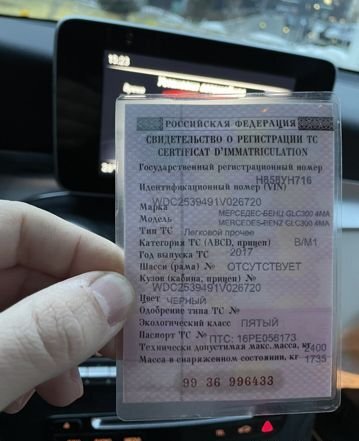 19:23
РОССИЙСКАЯ ФЕДЕРАЦИЯ
СВИДЕТЕЛЬСТВО О РЕГИСТРАЦИИ ТС
CERTIFICAT D'IMMATRICULATION
Государственный регистрационный номер
Н858УН716
Идентификационный номер (VIN)
WDC2539491V026720
Марка МЕРСЕДЕС-БЕНЦ GLC300 4MA
Модель MERCEDES-BENZ GLC300 4MA
Тип ТС Легковой прочее
Категория ТС (ABCD, прицеп) B/M1
Год выпуска ТС 2017
Шасси (рама) № ОТСУТСТВУЕТ
Кузов (кабина, прицеп) №
WDC2539491V026720
Цвет ЧЕРНЫЙ
Одобрение типа ТС №
Экологический класс ПЯТЫЙ
Паспорт ТС № ПТС: 16РЕ056173
Технически допустимая макс. масса, кг 2400
Масса в снаряженном состоянии, кг 1735
99 36 996433